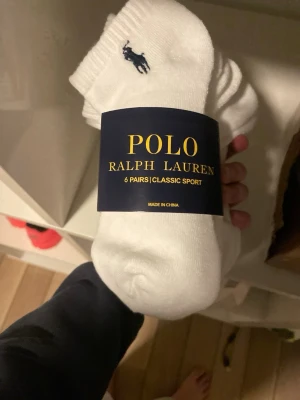 POLO
RALPH LAUREN
6 PAIRS|CLASSIC SPORT
MADE IN CHINA